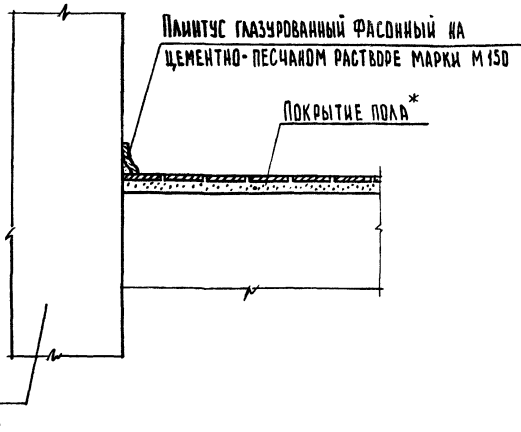 Плинтус глазурованный фасонный на
цементно-песчаном растворе марки М150
Покрытие пола*